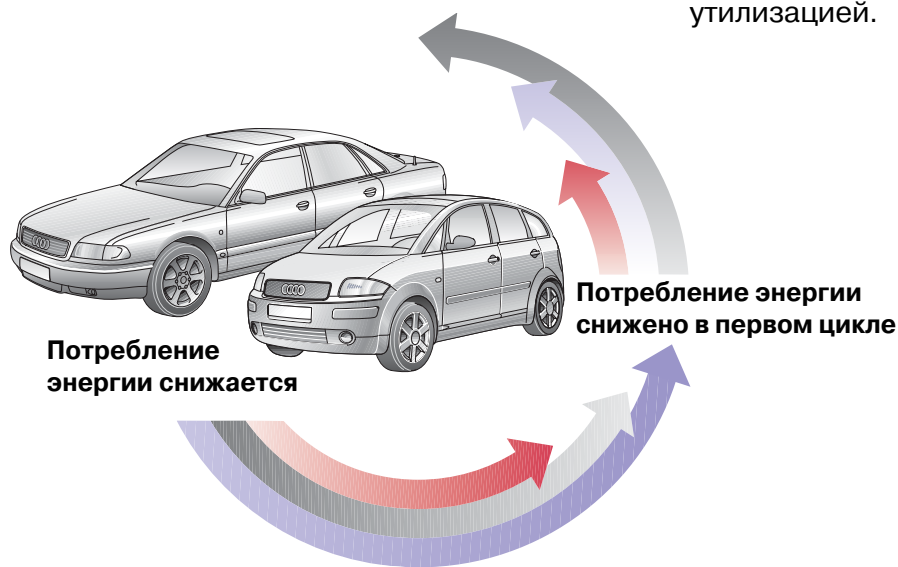 утилизацией.
Потребление энергии
снижено в первом цикле
Потребление
энергии снижается